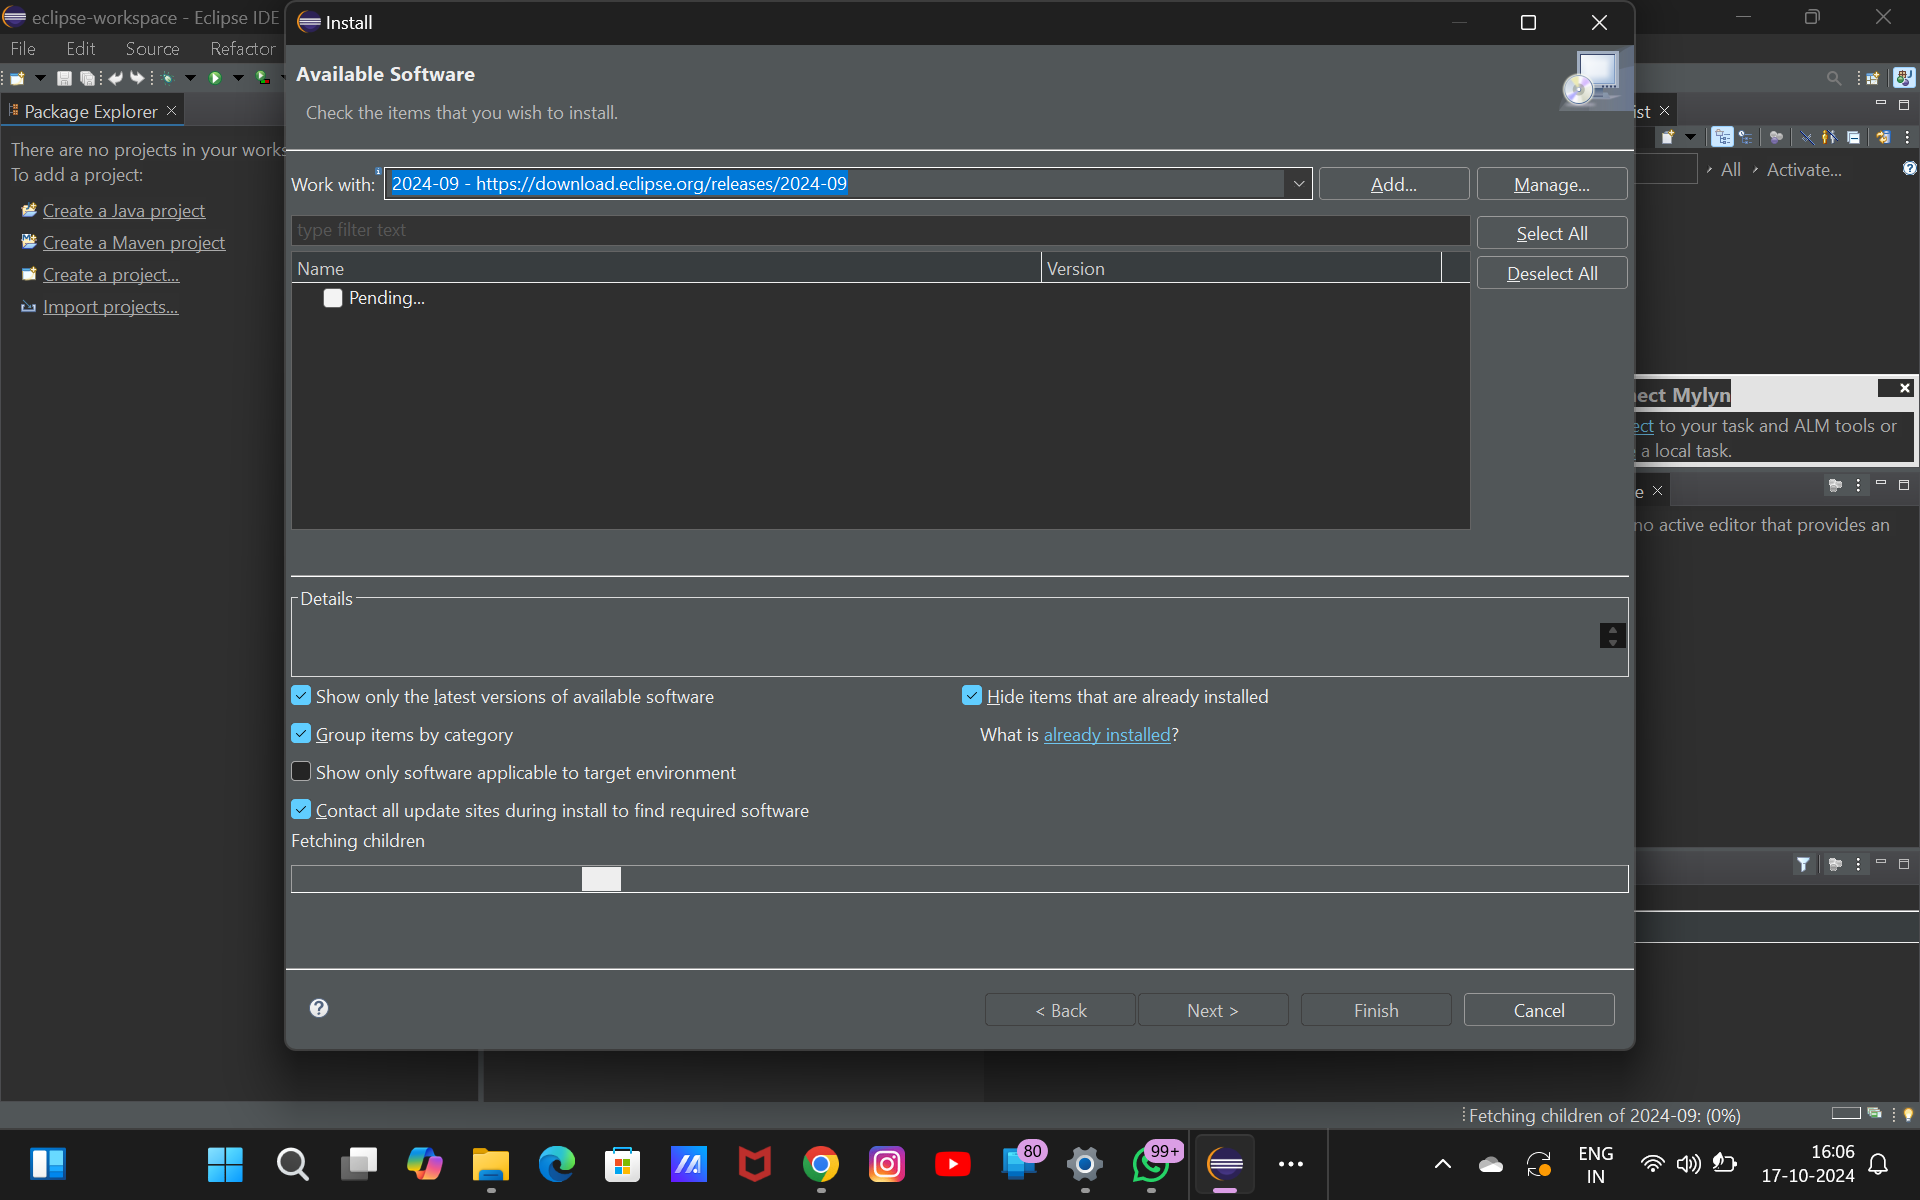 eclipse-workspace - Eclipse IDE
Install
File Edit Source Refactor
Available Software
Check the items that you wish to install.
Package Explorer
There are no projects in your
To add a project:
Create a Java project
Create a Maven project
Create a project...
Import projects...
Work with: 2024-09 - https://download.eclipse.org/releases/2024-09
Add...
Manage...
type filter text
Select All
Name Version
Deselect All
Pending...
All Activate...
Mylyn
to your task and ALM tools or
a local task.
no active editor that provides an
Details
Show only the latest versions of available software
Hide items that are already installed
Group items by category
What is already installed?
Show only software applicable to target environment
Contact all update sites during install to find required software
Fetching children
< Back Next > Finish Cancel
Fetching children of 2024-09: (0%)
80
99+
ENG
IN
16:06
17-10-2024